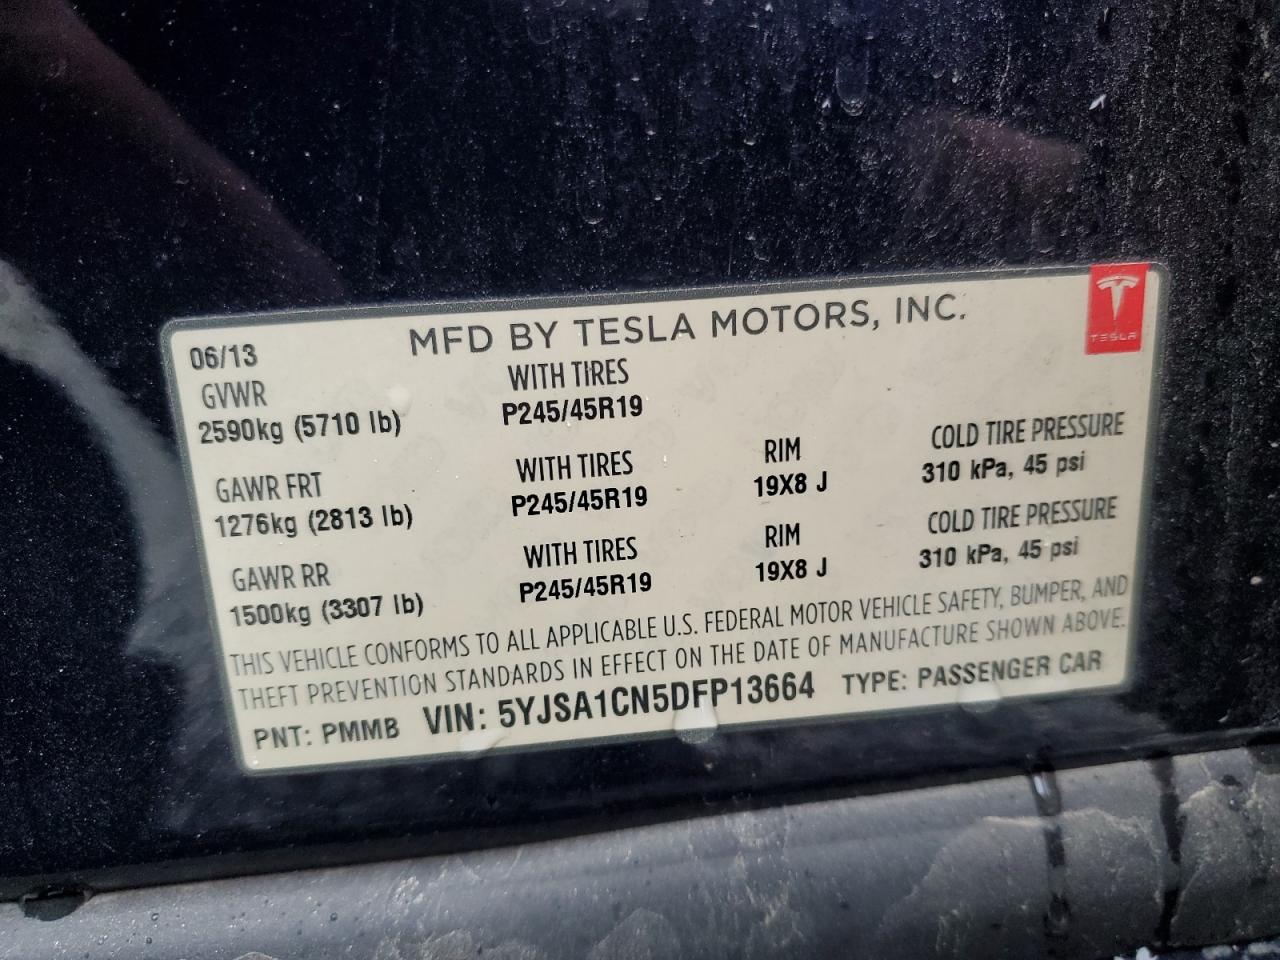 MFD BY TESLA MOTORS, INC.
TESLA
06/13
GVWR WITH TIRES
2590kg (5710 lb) P245/45R19
GAWR FRT WITH TIRES RIM COLD TIRE PRESSURE
1276kg (2813 lb) P245/45R19 19X8 J 310 kPa, 45 psi
GAWR RR WITH TIRES RIM COLD TIRE PRESSURE
1500kg (3307 lb) P245/45R19 19X8 J 310 kPa, 45 psi
THIS VEHICLE CONFORMS TO ALL APPLICABLE U.S. FEDERAL MOTOR VEHICLE SAFETY, BUMPER, AND
THEFT PREVENTION STANDARDS IN EFFECT ON THE DATE OF MANUFACTURE SHOWN ABOVE.
PNT: PMMB VIN: 5YJSA1CN5DFP13664 TYPE: PASSENGER CAR